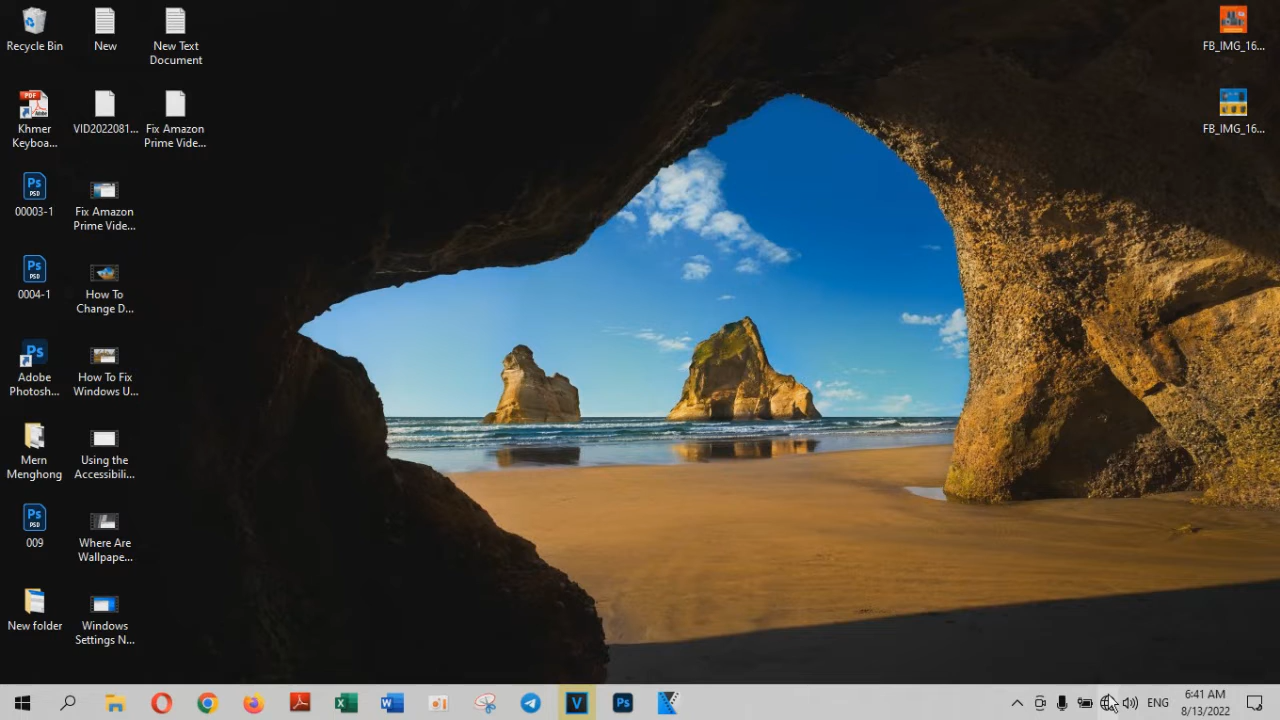 Recycle Bin
New
New Text
Document
FB_IMG_16...
Khmer
Keyboa...
VID2022081...
Fix Amazon
Prime Vide...
FB_IMG_16...
00003-1
Fix Amazon
Prime Vide...
0004-1
How To
Change D...
Adobe
Photosh...
How To Fix
Windows U...
Mern
Menghong
Using the
Accessibili...
009
Where Are
Wallpape...
New folder
Windows
Settings N...
ENG
6:41 AM
8/13/2022